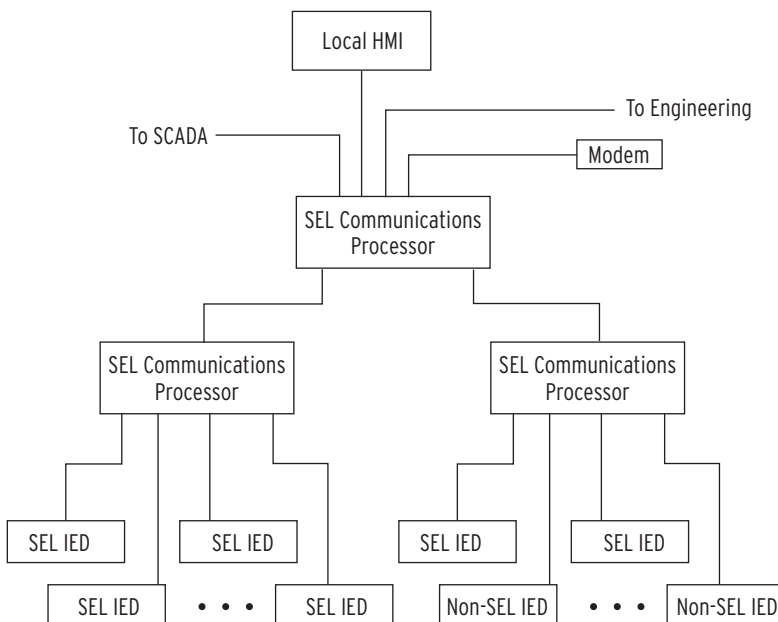 Local HMI
To Engineering
To SCADA
Modem
SEL Communications
Processor
SEL Communications
Processor
SEL Communications
Processor
SEL IED
SEL IED
SEL IED
SEL IED
SEL IED
• • •
SEL IED
Non-SEL IED
• • •
Non-SEL IED